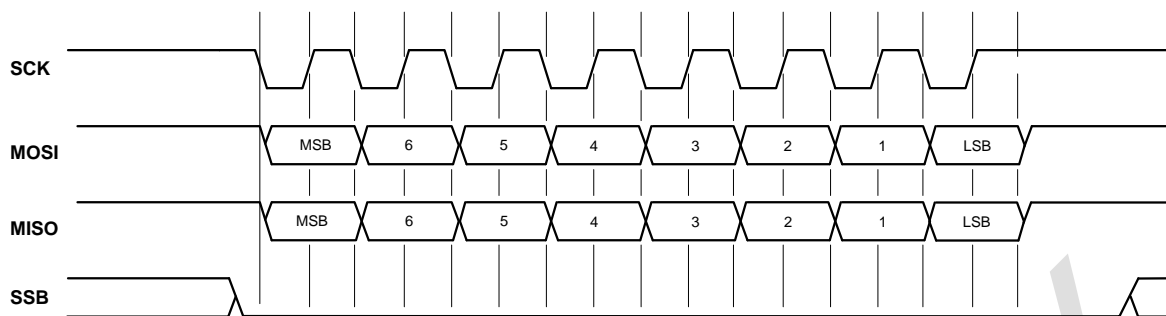 SCK
MOSI MSB 6 5 4 3 2 1 LSB
MISO MSB 6 5 4 3 2 1 LSB
SSB